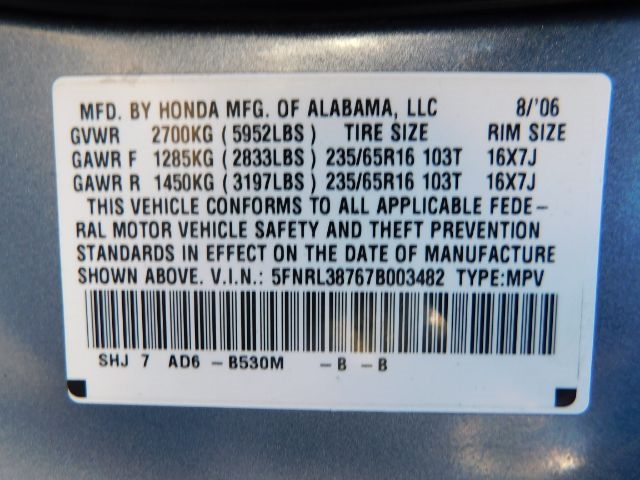 MFD. BY HONDA MFG. OF ALABAMA, LLC 8/'06
GVWR 2700KG (5952LBS) TIRE SIZE RIM SIZE
GAWR F 1285KG (2833LBS) 235/65R16 103T 16X7J
GAWR R 1450KG (3197LBS) 235/65R16 103T 16X7J
THIS VEHICLE CONFORMS TO ALL APPLICABLE FEDE-
RAL MOTOR VEHICLE SAFETY AND THEFT PREVENTION
STANDARDS IN EFFECT ON THE DATE OF MANUFACTURE
SHOWN ABOVE. V.I.N.: 5FNRL38767B003482 TYPE:MPV
SHJ 7 AD6 -B530M -B -B